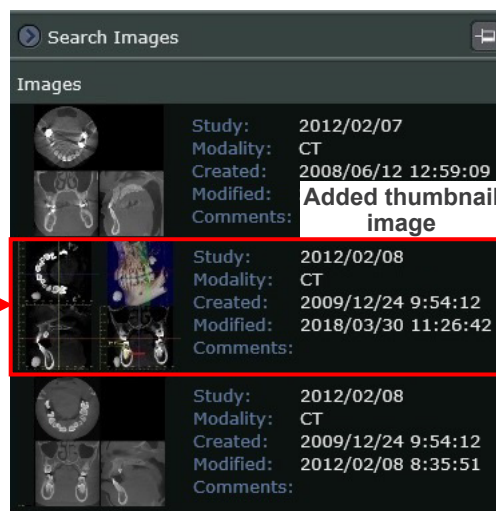 Search Images
Images
Study: 2012/02/07
Modality: CT
Created: 2008/06/12 12:59:09
Modified:
Comments:
Added thumbnail
image
Study: 2012/02/08
Modality: CT
Created: 2009/12/24 9:54:12
Modified: 2018/03/30 11:26:42
Comments:
Study: 2012/02/08
Modality: CT
Created: 2009/12/24 9:54:12
Modified: 2012/02/08 8:35:51
Comments: